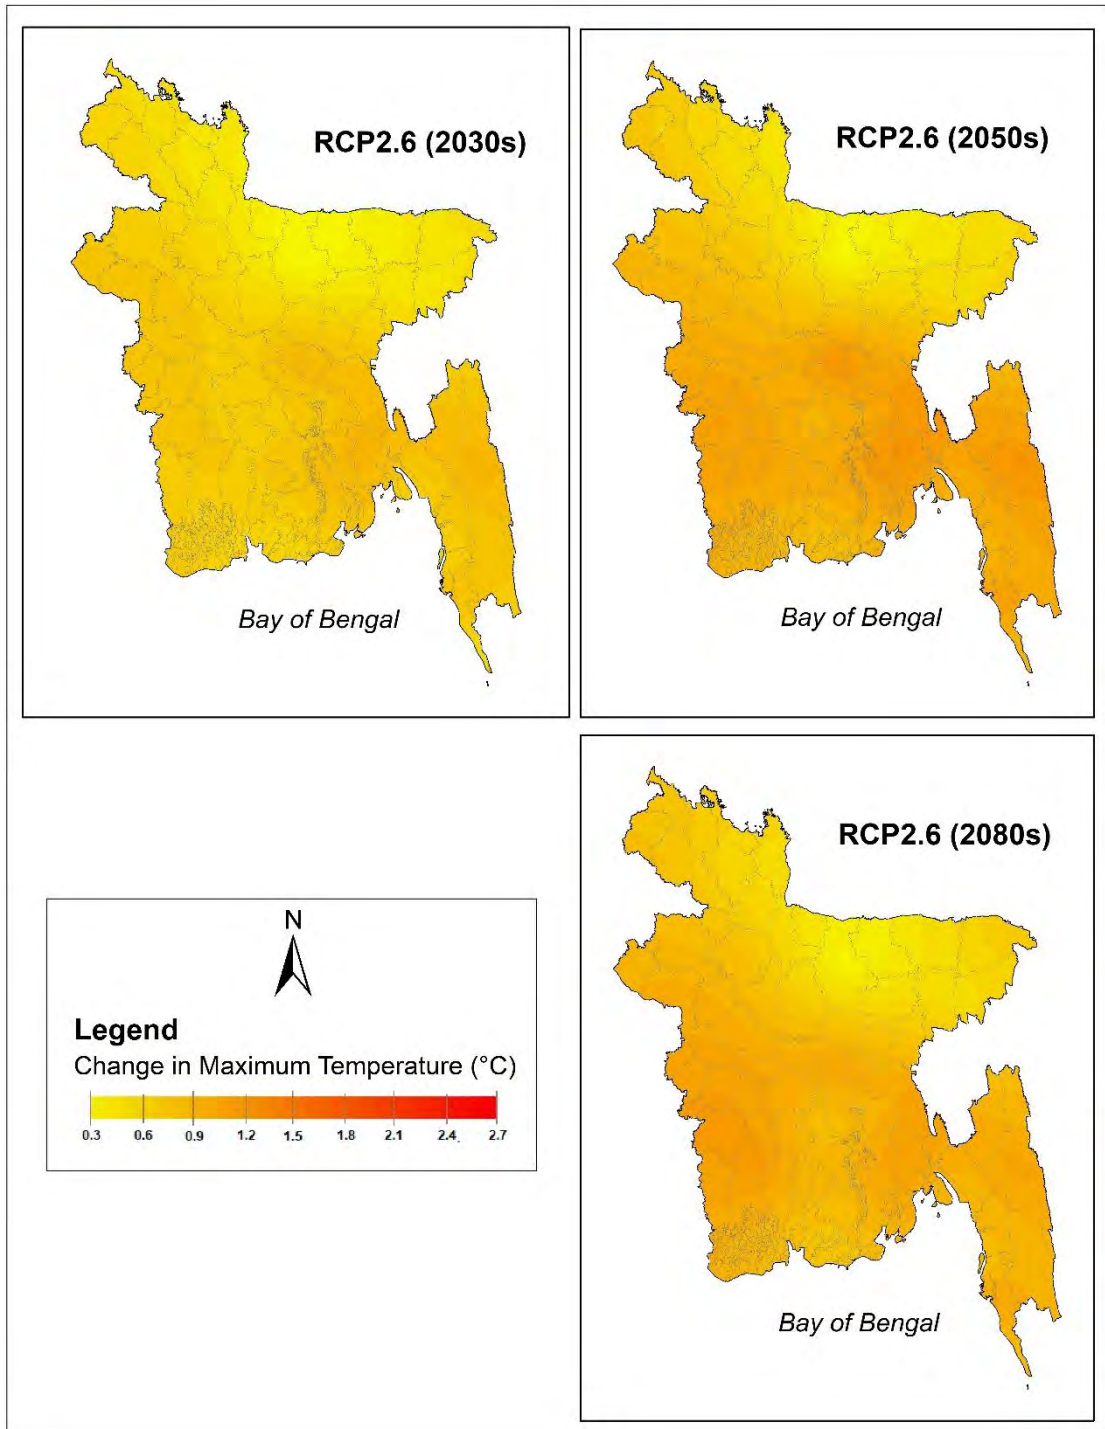 RCP2.6 (2030s)
Bay of Bengal
RCP2.6 (2050s)
Bay of Bengal
RCP2.6 (2080s)
Bay of Bengal
N
Legend
Change in Maximum Temperature (°C)
0.3 0.6 0.9 1.2 1.5 1.8 2.1 2.4 2.7